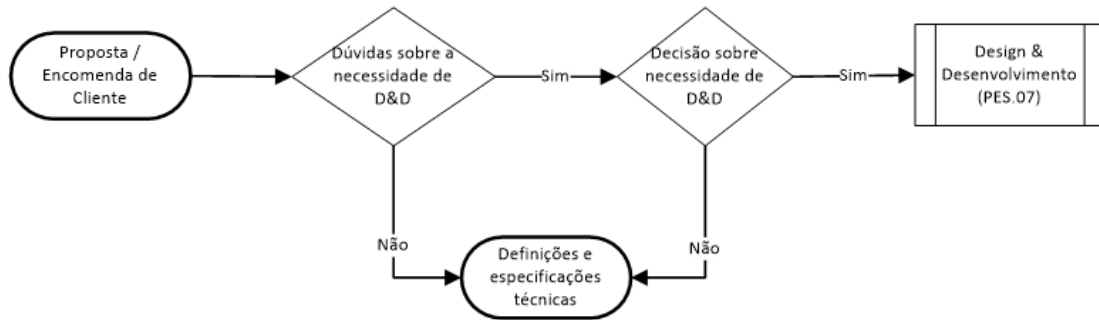 Proposta /
Encomenda de
Cliente
Dúvidas sobre a
necessidade de
D&D
Sim
Decisão sobre
necessidade de
D&D
Sim
Design &
Desenvolvimento
(PES.07)
Não
Não
Definições e
especificações
técnicas